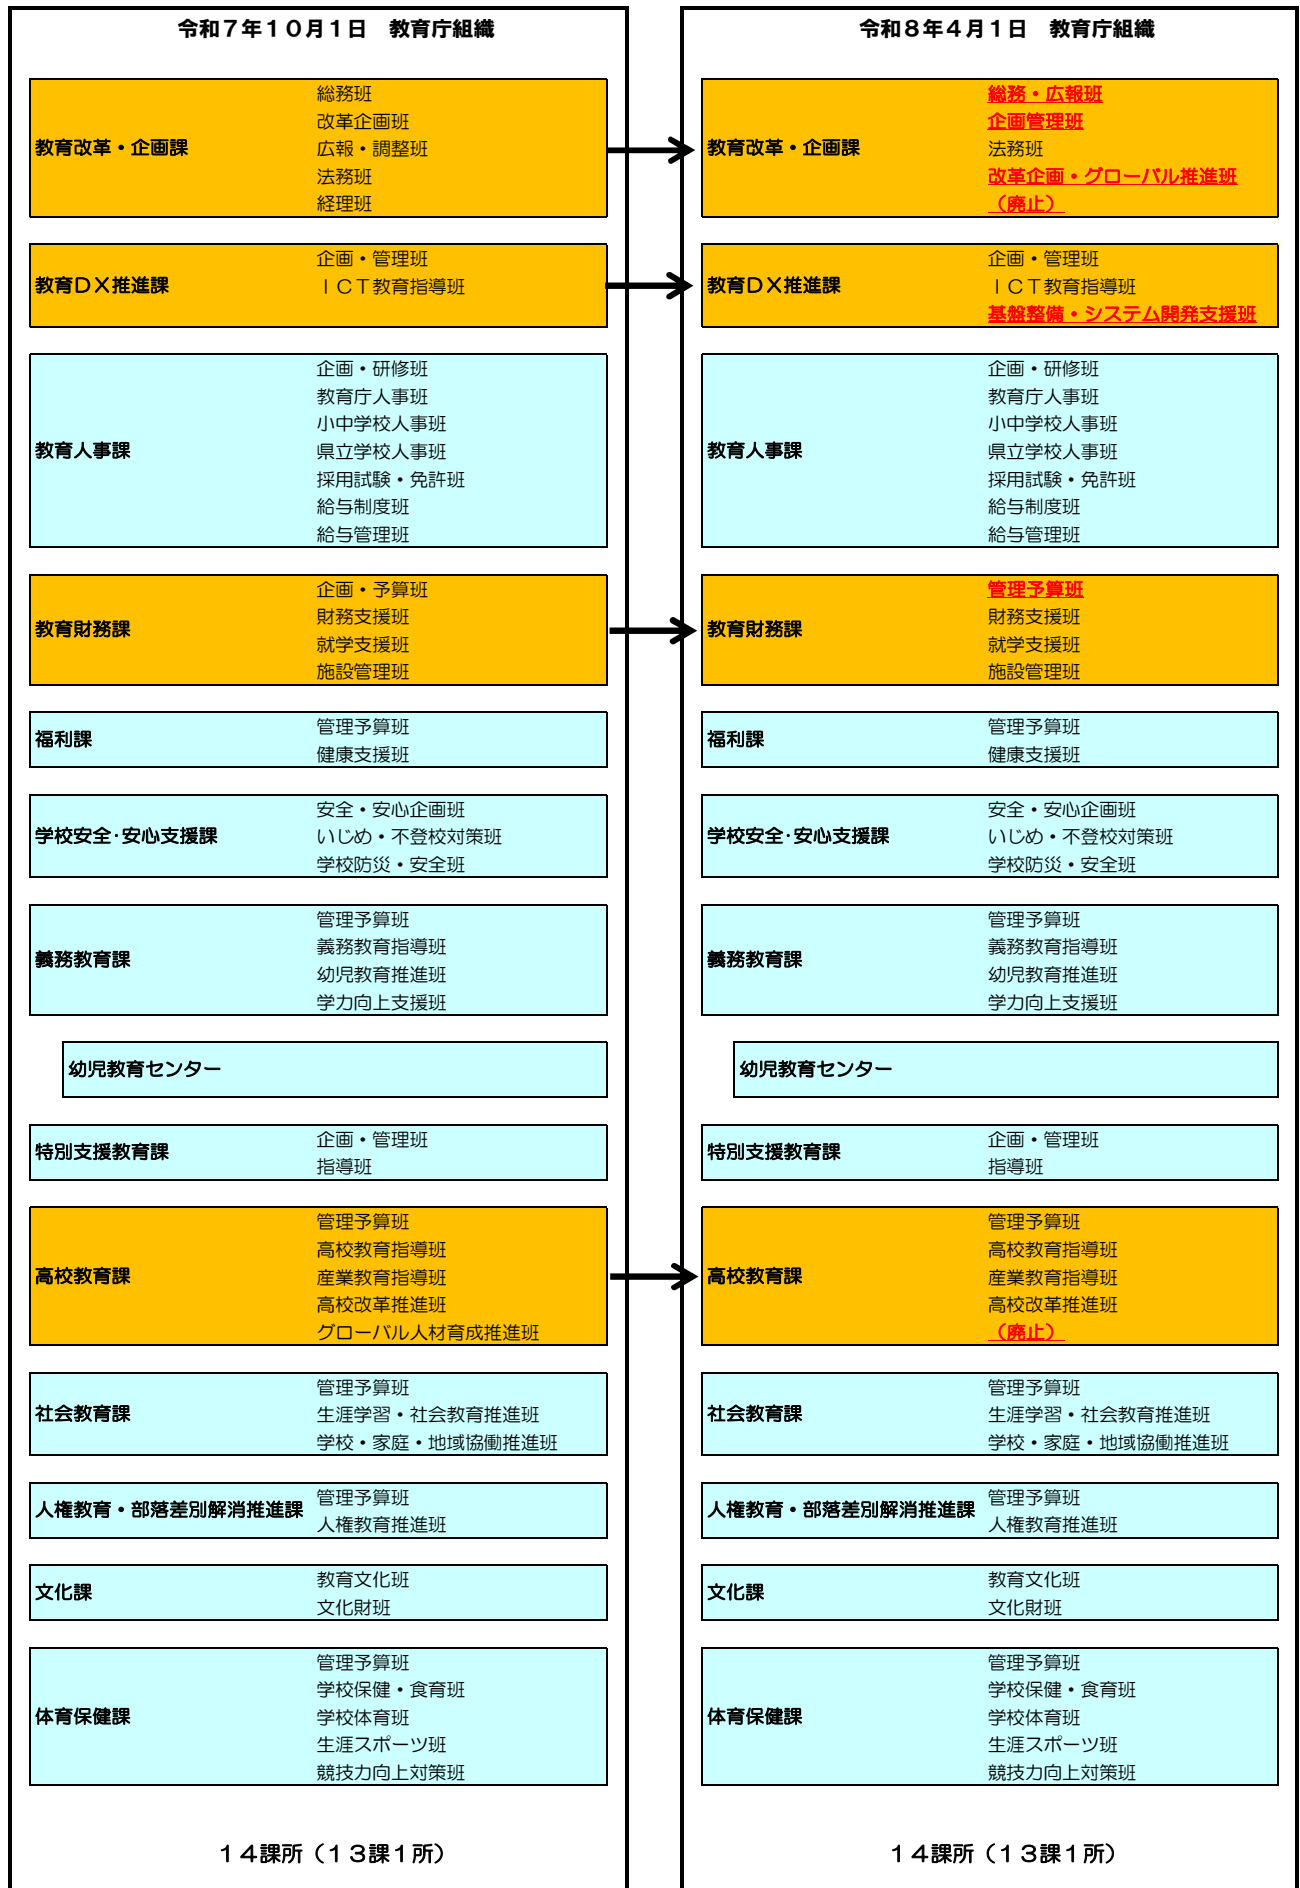 令和７年１０月１日　教育庁組織
教育改革・企画課
総務班
改革企画班
広報・調整班
法務班
経理班
教育ＤＸ推進課
企画・管理班
ＩＣＴ教育指導班
教育人事課
企画・研修班
教育庁人事班
小中学校人事班
県立学校人事班
採用試験・免許班
給与制度班
給与管理班
教育財務課
企画・予算班
財務支援班
就学支援班
施設管理班
福利課
管理予算班
健康支援班
学校安全･安心支援課
安全・安心企画班
いじめ・不登校対策班
学校防災・安全班
義務教育課
管理予算班
義務教育指導班
幼児教育推進班
学力向上支援班
幼児教育センター
特別支援教育課
企画・管理班
指導班
高校教育課
管理予算班
高校教育指導班
産業教育指導班
高校改革推進班
グローバル人材育成推進班
社会教育課
管理予算班
生涯学習・社会教育推進班
学校・家庭・地域協働推進班
人権教育・部落差別解消推進課
管理予算班
人権教育推進班
文化課
教育文化班
文化財班
体育保健課
管理予算班
学校保健・食育班
学校体育班
生涯スポーツ班
競技力向上対策班
１４課所（１３課１所）
令和８年４月１日　教育庁組織
教育改革・企画課
総務・広報班
企画管理班
法務班
改革企画・グローバル推進班
（廃止）
教育ＤＸ推進課
企画・管理班
ＩＣＴ教育指導班
基盤整備・システム開発支援班
教育人事課
企画・研修班
教育庁人事班
小中学校人事班
県立学校人事班
採用試験・免許班
給与制度班
給与管理班
教育財務課
管理予算班
財務支援班
就学支援班
施設管理班
福利課
管理予算班
健康支援班
学校安全･安心支援課
安全・安心企画班
いじめ・不登校対策班
学校防災・安全班
義務教育課
管理予算班
義務教育指導班
幼児教育推進班
学力向上支援班
幼児教育センター
特別支援教育課
企画・管理班
指導班
高校教育課
管理予算班
高校教育指導班
産業教育指導班
高校改革推進班
（廃止）
社会教育課
管理予算班
生涯学習・社会教育推進班
学校・家庭・地域協働推進班
人権教育・部落差別解消推進課
管理予算班
人権教育推進班
文化課
教育文化班
文化財班
体育保健課
管理予算班
学校保健・食育班
学校体育班
生涯スポーツ班
競技力向上対策班
１４課所（１３課１所）